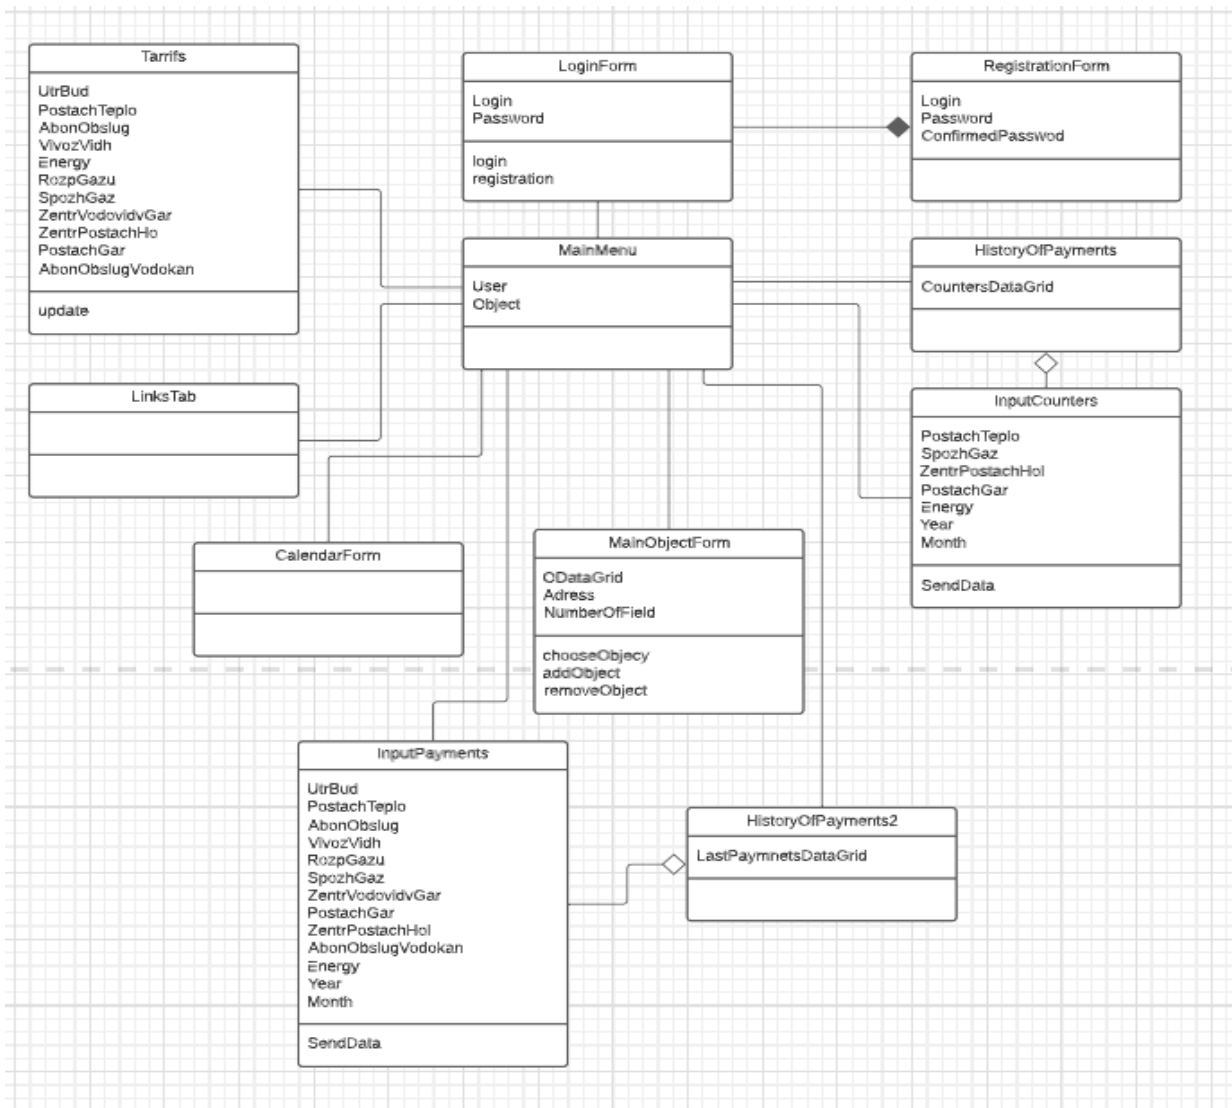 Tarrifs
UtrBud
PostachTeplo
AbonObslug
VivozVidh
Energy
RozpGazu
SpozhGaz
ZentrVodovidvGar
ZentrPostachHo
PostachGar
AbonObslugVodokan
update
LoginForm
Login
Password
login
registration
RegistrationForm
Login
Password
ConfirmedPasswod
MainMenu
User
Object
HistoryOfPayments
CountersDataGrid
LinksTab
InputCounters
PostachTeplo
SpozhGaz
ZentrPostachHol
PostachGar
Energy
Year
Month
SendData
CalendarForm
MainObjectForm
CDataGrid
Adress
NumberOfField
chooseObjecy
addObject
removeObject
InputPayments
UtrBud
PostachTeplo
AbonObslug
VivozVidh
RozpGazu
SpozhGaz
ZentrVodovidvGar
PostachGar
ZentrPostachHol
AbonObslugVodokan
Energy
Year
Month
SendData
HistoryOfPayments2
LastPaymnetsDataGrid